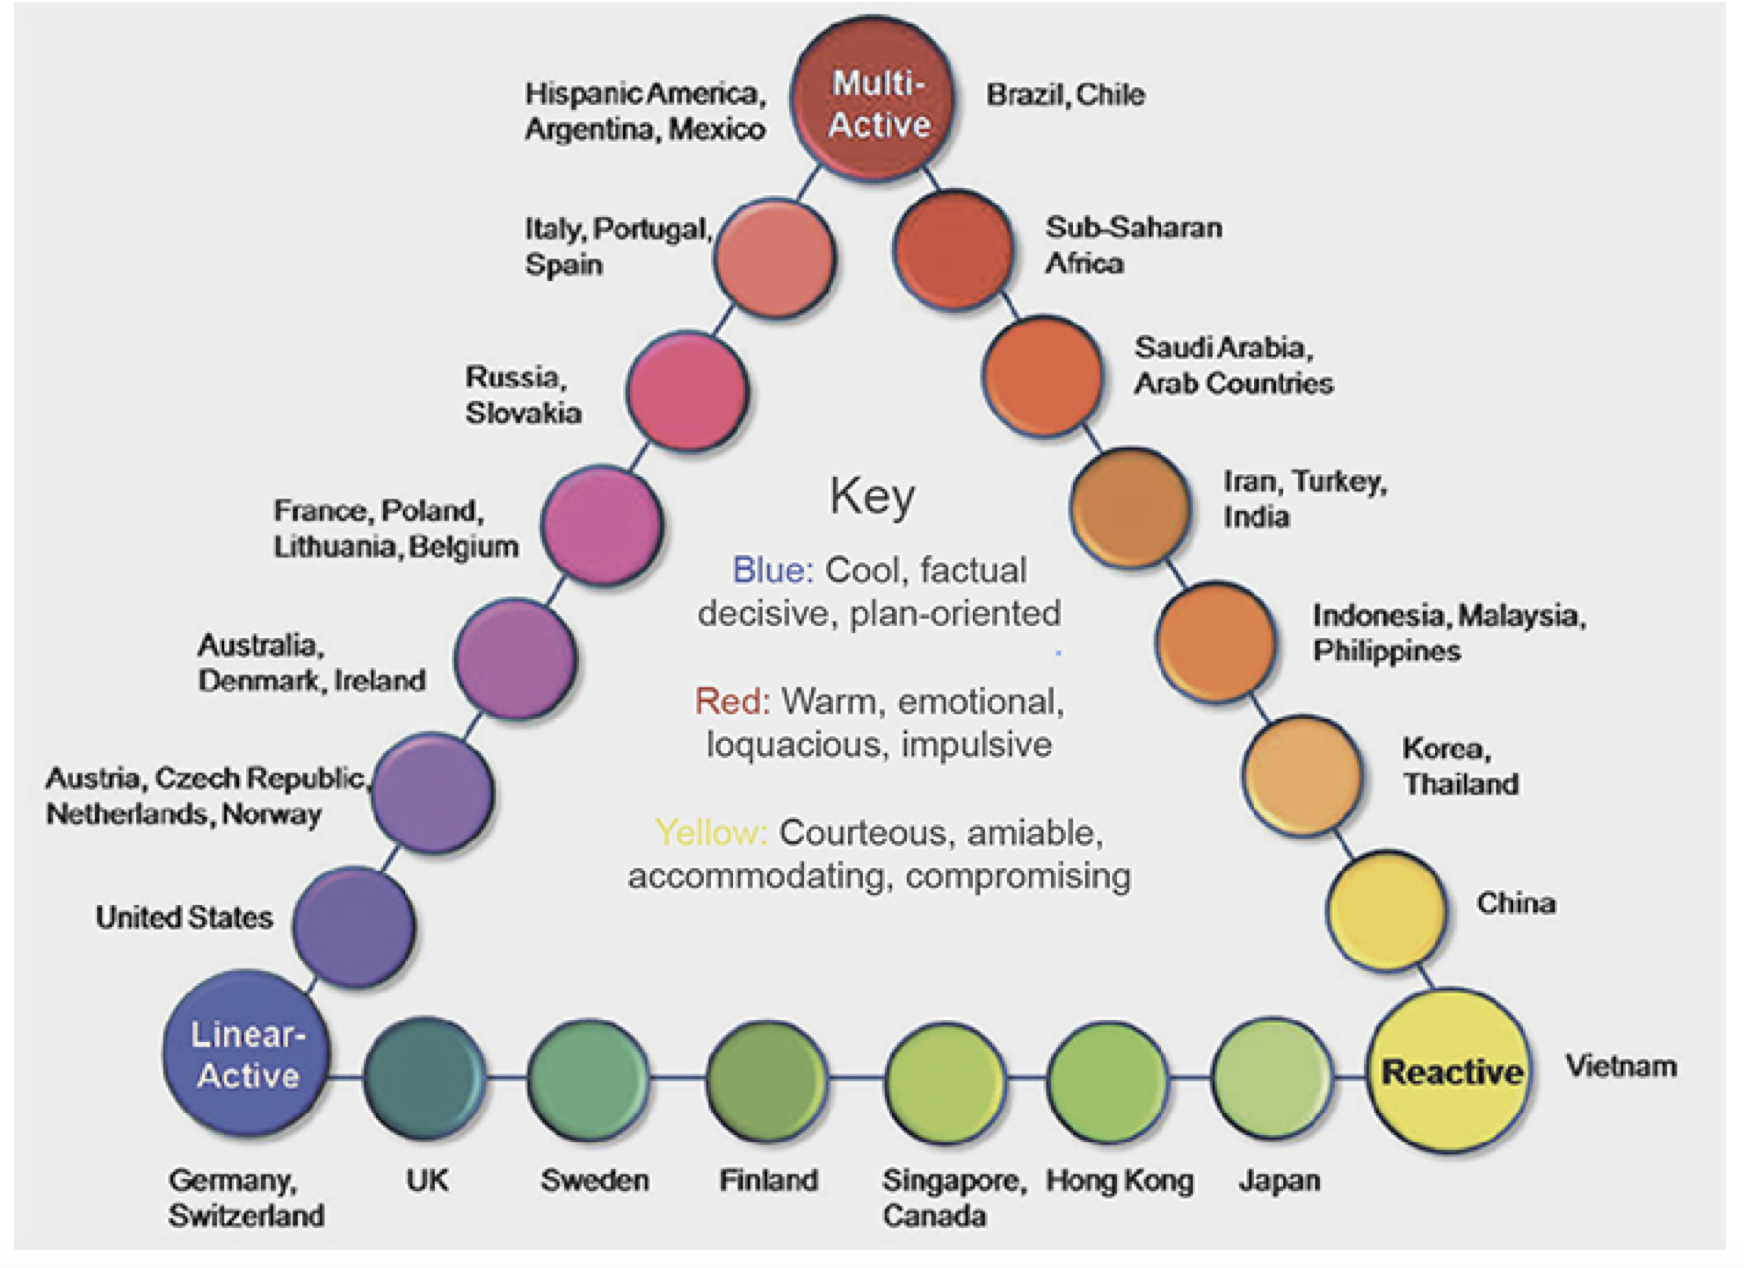 Multi-
Active
Hispanic America,
Argentina, Mexico
Brazil, Chile
Italy, Portugal,
Spain
Sub-Saharan
Africa
Russia,
Slovakia
Saudi Arabia,
Arab Countries
France, Poland,
Lithuania, Belgium
Iran, Turkey,
India
Australia,
Denmark, Ireland
Indonesia, Malaysia,
Philippines
Austria, Czech Republic,
Netherlands, Norway
Korea,
Thailand
United States
China
Key
Blue: Cool, factual
decisive, plan-oriented
Red: Warm, emotional,
loquacious, impulsive
Yellow: Courteous, amiable,
accommodating, compromising
Linear-
Active
Reactive
Vietnam
Germany,
Switzerland
UK
Sweden
Finland
Singapore,
Canada
Hong Kong
Japan